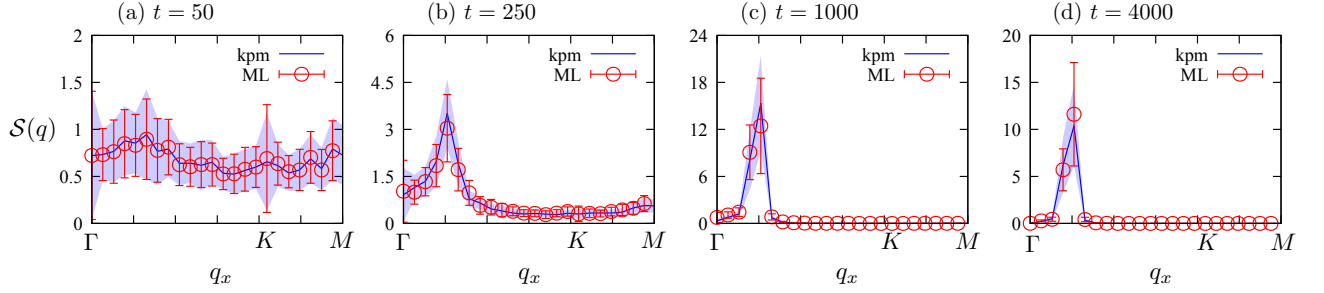 (a) t = 50
(b) t = 250
(c) t = 1000
(d) t = 4000
S(q)
2
1.5
1
0.5
0
kpm
ML
Γ
K
M
q_x
6
4.5
3
1.5
0
kpm
ML
Γ
K
M
q_x
24
18
12
6
0
kpm
ML
Γ
K
M
q_x
20
15
10
5
0
kpm
ML
Γ
K
M
q_x